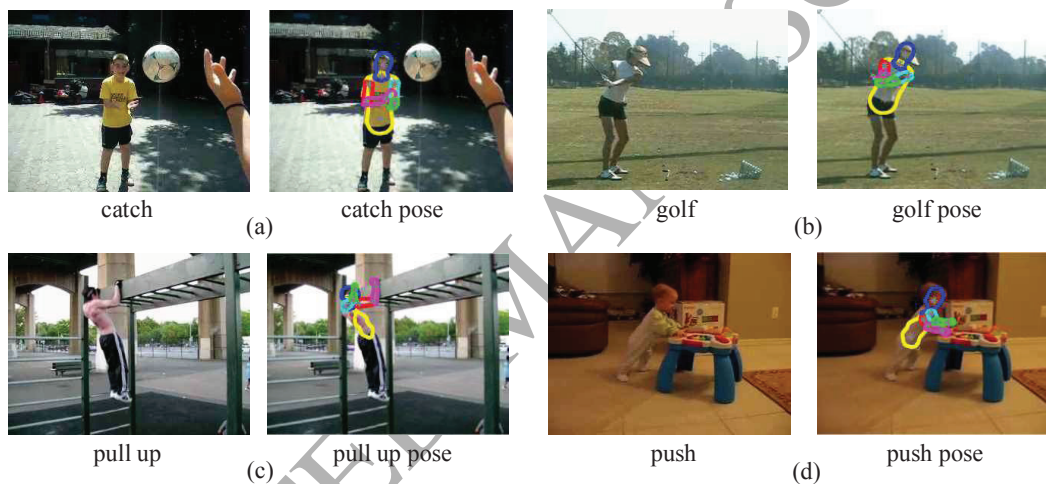 catch
catch pose
golf
golf pose
(a)
(b)
pull up
pull up pose
push
push pose
(c)
(d)